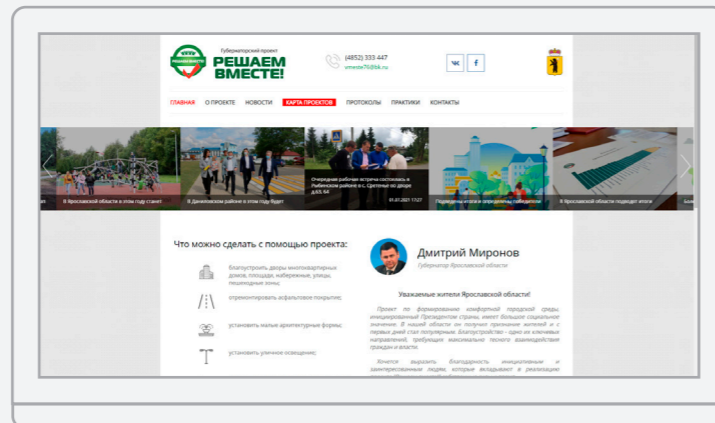 Губернаторский проект
РЕШАЕМ
ВМЕСТЕ!
РЕШАЕМ ВМЕСТЕ!
(4852) 333 447
vmeste76@bk.ru
ГЛАВНАЯ О ПРОЕКТЕ НОВОСТИ КАРТА ПРОЕКТОВ ПРОТОКОЛЫ ПРАКТИКИ КОНТАКТЫ
В Ярославской области в этом году станет
В Даниловском районе в этом году будет
Очередная рабочая встреча состоялась в
Рыбинском районе в с. Сретенье по дворе
д.63, 64
01.07.2021 17:27
Подведены итоги и определены победители
В Ярославской области подводят итоги
Что можно сделать с помощью проекта:
благоустроить дворы многоквартирных
домов, площади, набережные, улицы,
пешеходные зоны;
отремонтировать асфальтовое покрытие;
установить малые архитектурные формы;
установить уличное освещение;
Дмитрий Миронов
Губернатор Ярославской области
Уважаемые жители Ярославской области!
Проект по формированию комфортной городской среды,
инициированный Президентом страны, имеет большое социальное
значение. В нашей области он получил признание жителей и с
первых дней стал популярным. Благоустройство - одно из ключевых
направлений, требующих максимально тесного взаимодействия
граждан и власти.
Хочется выразить благодарность инициативным и
заинтересованным людям, которые вкладывают в реализацию